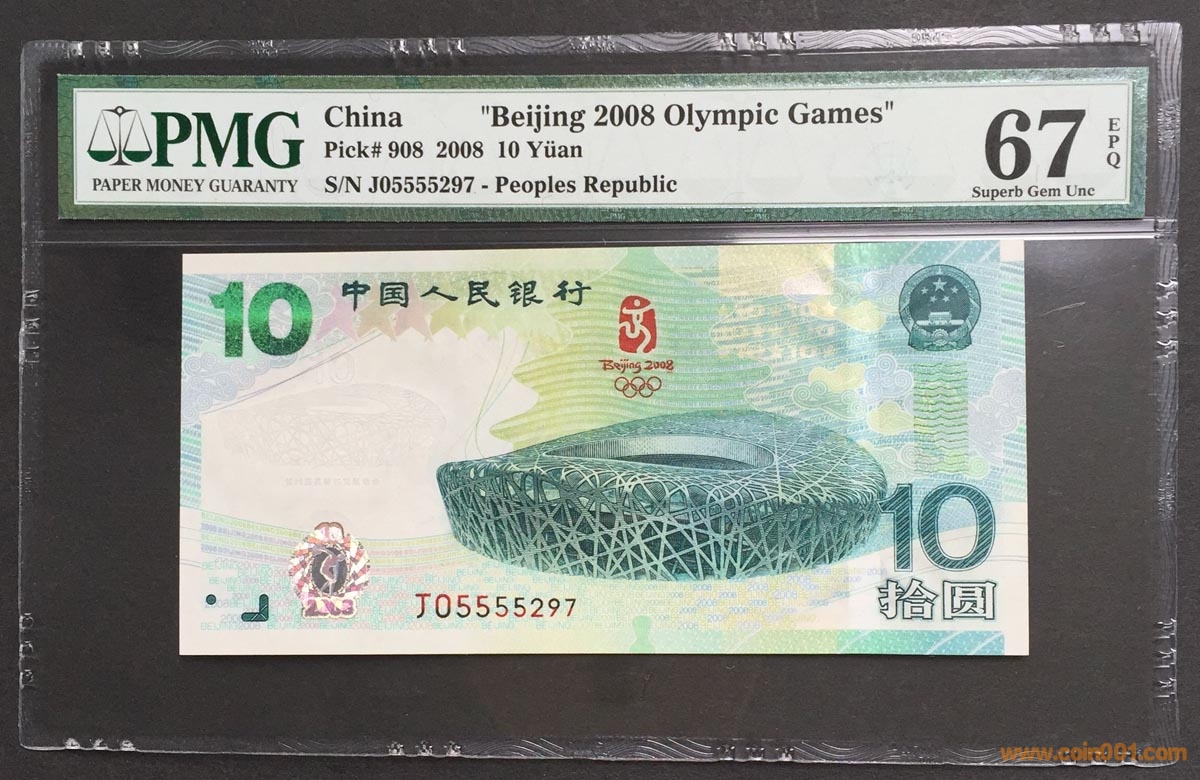 PMG
PAPER MONEY GUARANTY
China "Beijing 2008 Olympic Games"
Pick# 908 2008 10 Yüan
S/N J05555297 - Peoples Republic
67
EPQ
Superb Gem Unc
10
中国人民银行
Beijing 2008
10
拾圆
J05555297
www.coin001.com